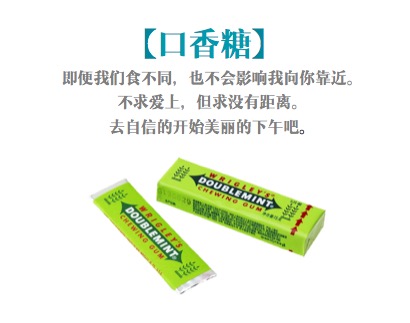 【口香糖】
即便我们食不同，也不会影响我向你靠近。
不求爱上，但求没有距离。
去自信的开始美丽的下午吧。
WRIGLEY'S
DOUBLEMINT
CHEWING GUM
WRIGLEY'S
DOUBLEMINT
CHEWING GUM